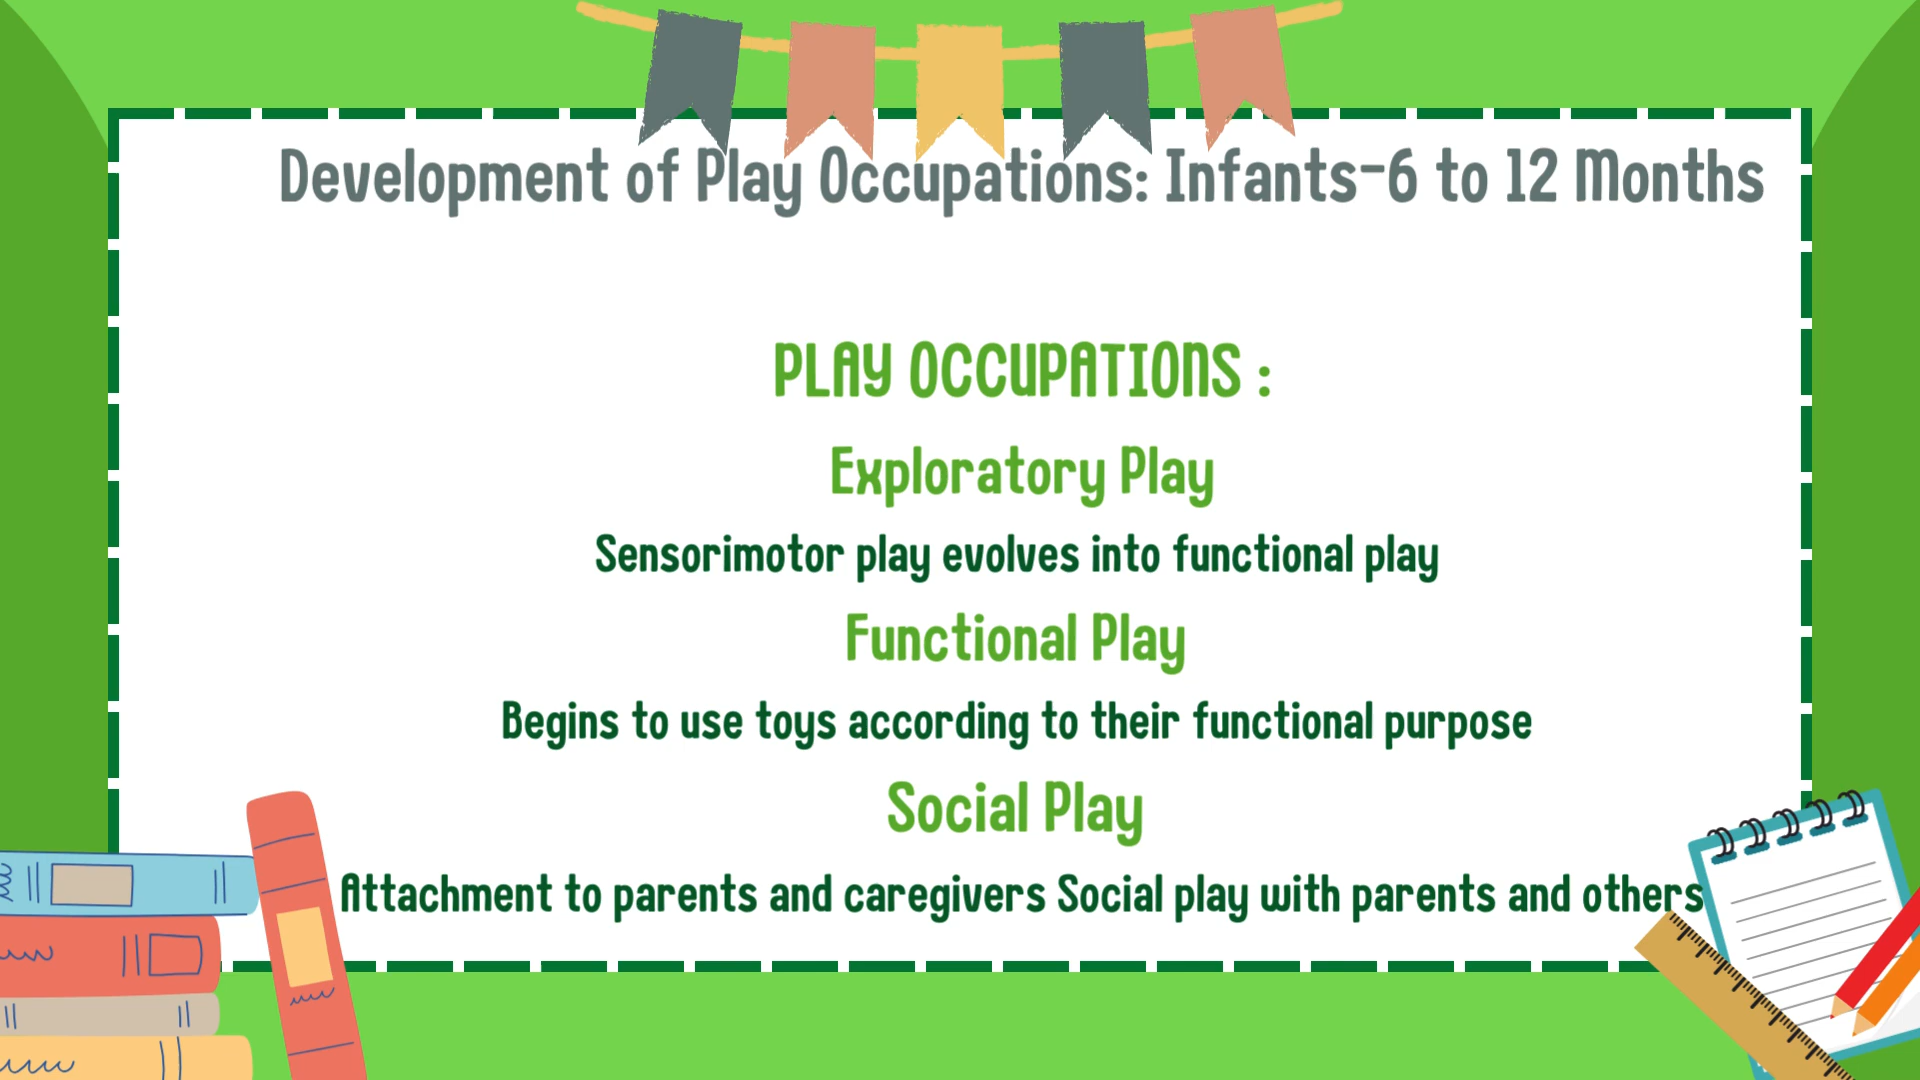 Development of Play Occupations: Infants-6 to 12 Months
PLAY OCCUPATIONS :
Exploratory Play
Sensorimotor play evolves into functional play
Functional Play
Begins to use toys according to their functional purpose
Social Play
Attachment to parents and caregivers Social play with parents and others